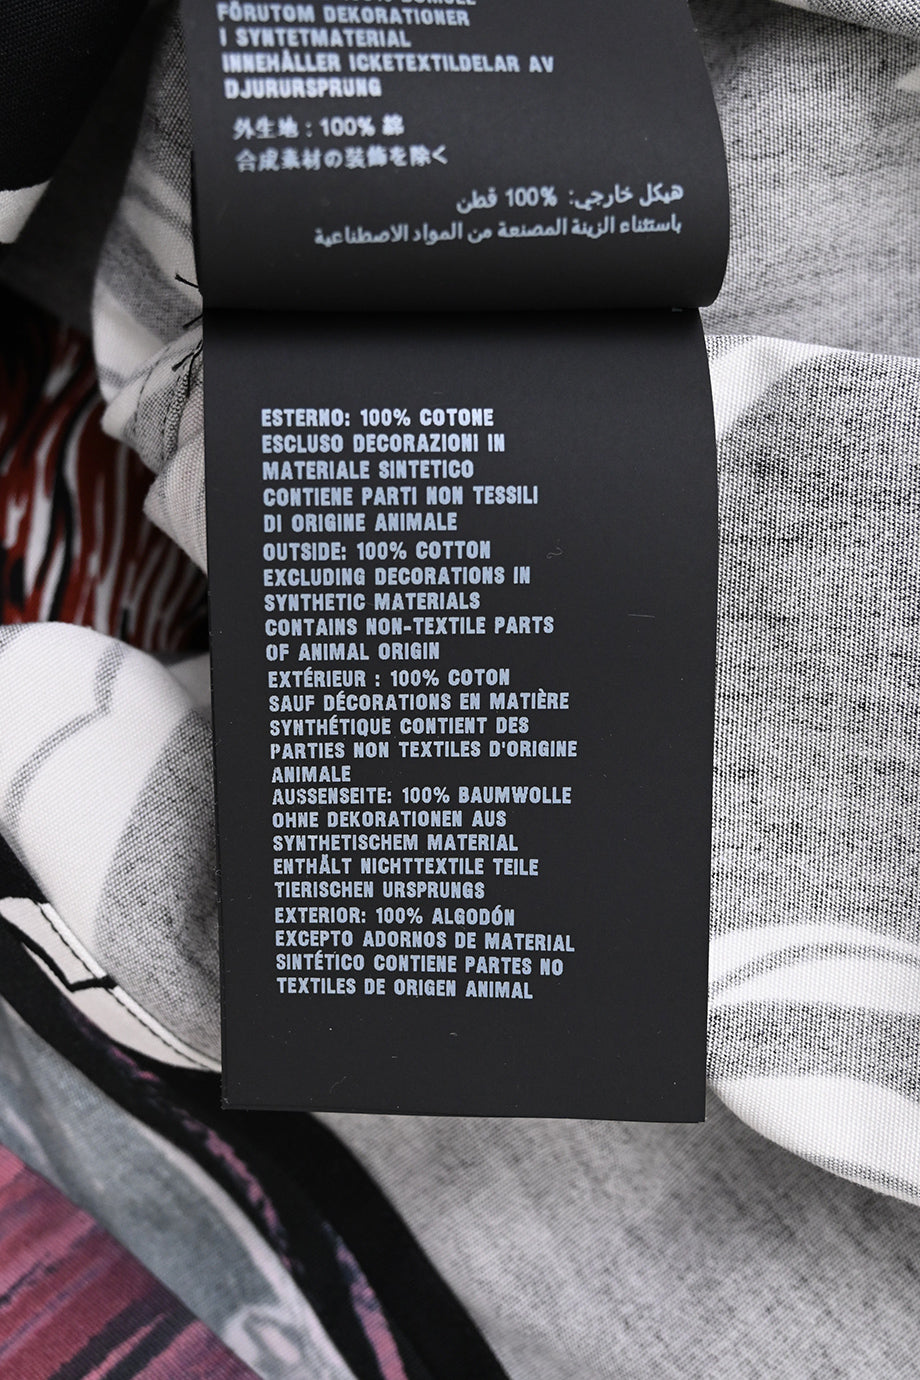 100% BOMULL
FÖRUTOM DEKORATIONER
I SYNTETMATERIAL
INNEHÅLLER ICKETEXTILDELAR AV
DJURURSPRUNG
外生地 : 100% 綿
合成素材の装飾を除く
هيكل خارجي: 100% قطن
باستثناء الزينة المصنعة من المواد الاصطناعية
ESTERNO: 100% COTONE
ESCLUSO DECORAZIONI IN
MATERIALE SINTETICO
CONTIENE PARTI NON TESSILI
DI ORIGINE ANIMALE
OUTSIDE: 100% COTTON
EXCLUDING DECORATIONS IN
SYNTHETIC MATERIALS
CONTAINS NON-TEXTILE PARTS
OF ANIMAL ORIGIN
EXTÉRIEUR : 100% COTON
SAUF DÉCORATIONS EN MATIÈRE
SYNTHÉTIQUE CONTIENT DES
PARTIES NON TEXTILES D'ORIGINE
ANIMALE
AUSSENSEITE: 100% BAUMWOLLE
OHNE DEKORATIONEN AUS
SYNTHETISCHEM MATERIAL
ENTHÄLT NICHTTEXTILE TEILE
TIERISCHEN URSPRUNGS
EXTERIOR: 100% ALGODÓN
EXCEPTO ADORNOS DE MATERIAL
SINTÉTICO CONTIENE PARTES NO
TEXTILES DE ORIGEN ANIMAL